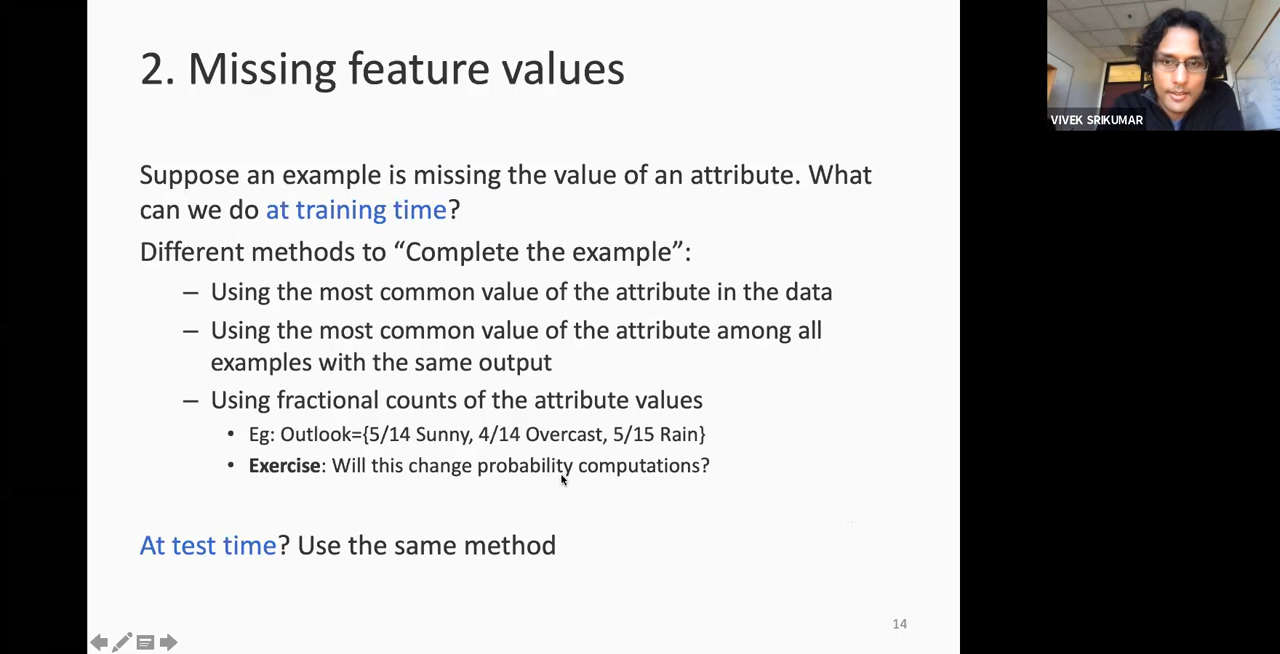 2. Missing feature values
VIVEK SRIKUMAR
Suppose an example is missing the value of an attribute. What
can we do at training time?
Different methods to “Complete the example”:
– Using the most common value of the attribute in the data
– Using the most common value of the attribute among all
examples with the same output
– Using fractional counts of the attribute values
• Eg: Outlook={5/14 Sunny, 4/14 Overcast, 5/15 Rain}
• Exercise: Will this change probability computations?
At test time? Use the same method
14